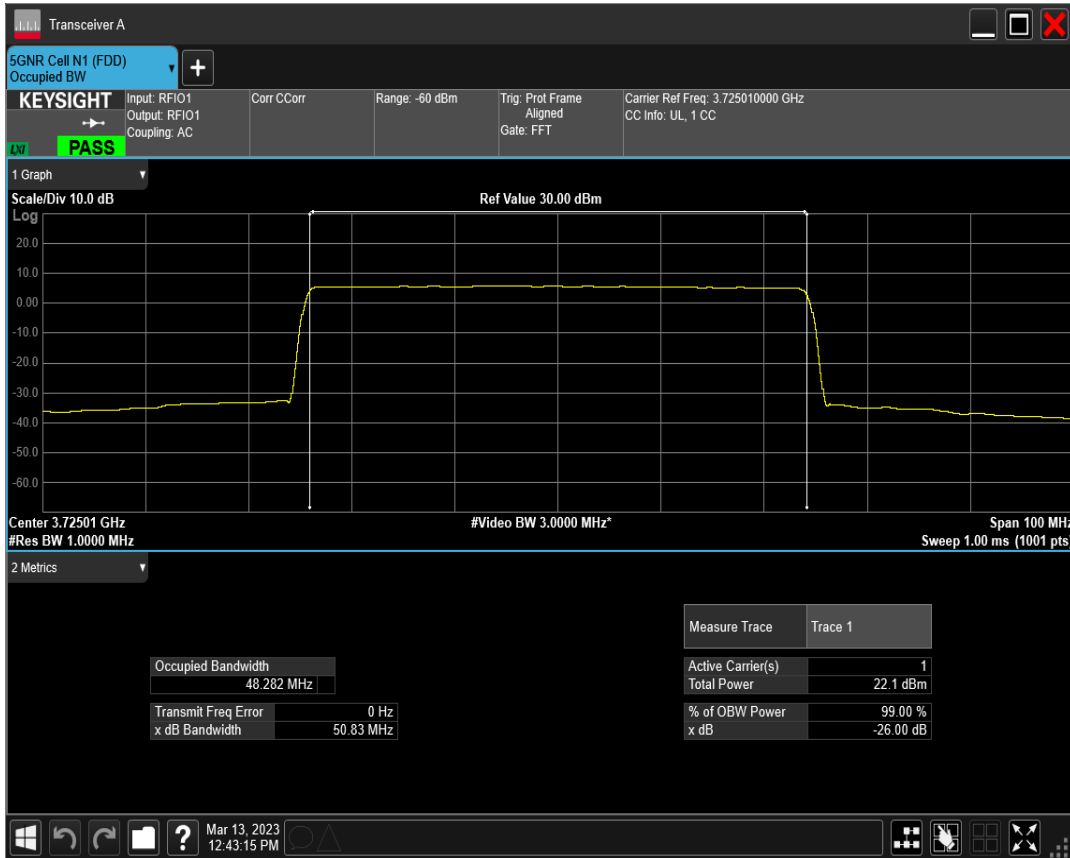 Transceiver A
5GNR Cell N1 (FDD)
Occupied BW
+
KEYSIGHT
LXI
PASS
Input: RFIO1
Output: RFIO1
Coupling: AC
Corr CCorr
Range: -60 dBm
Trig: Prot Frame
Aligned
Gate: FFT
Carrier Ref Freq: 3.725010000 GHz
CC Info: UL, 1 CC
1 Graph
Scale/Div 10.0 dB
Ref Value 30.00 dBm
Log
20.0
10.0
0.00
-10.0
-20.0
-30.0
-40.0
-50.0
-60.0
Center 3.72501 GHz
#Video BW 3.0000 MHz*
Span 100 MHz
#Res BW 1.0000 MHz
Sweep 1.00 ms (1001 pts)
2 Metrics
Measure Trace Trace 1
Occupied Bandwidth
48.282 MHz
Active Carrier(s) 1
Total Power 22.1 dBm
Transmit Freq Error 0 Hz
x dB Bandwidth 50.83 MHz
% of OBW Power 99.00 %
x dB -26.00 dB
?
Mar 13, 2023
12:43:15 PM